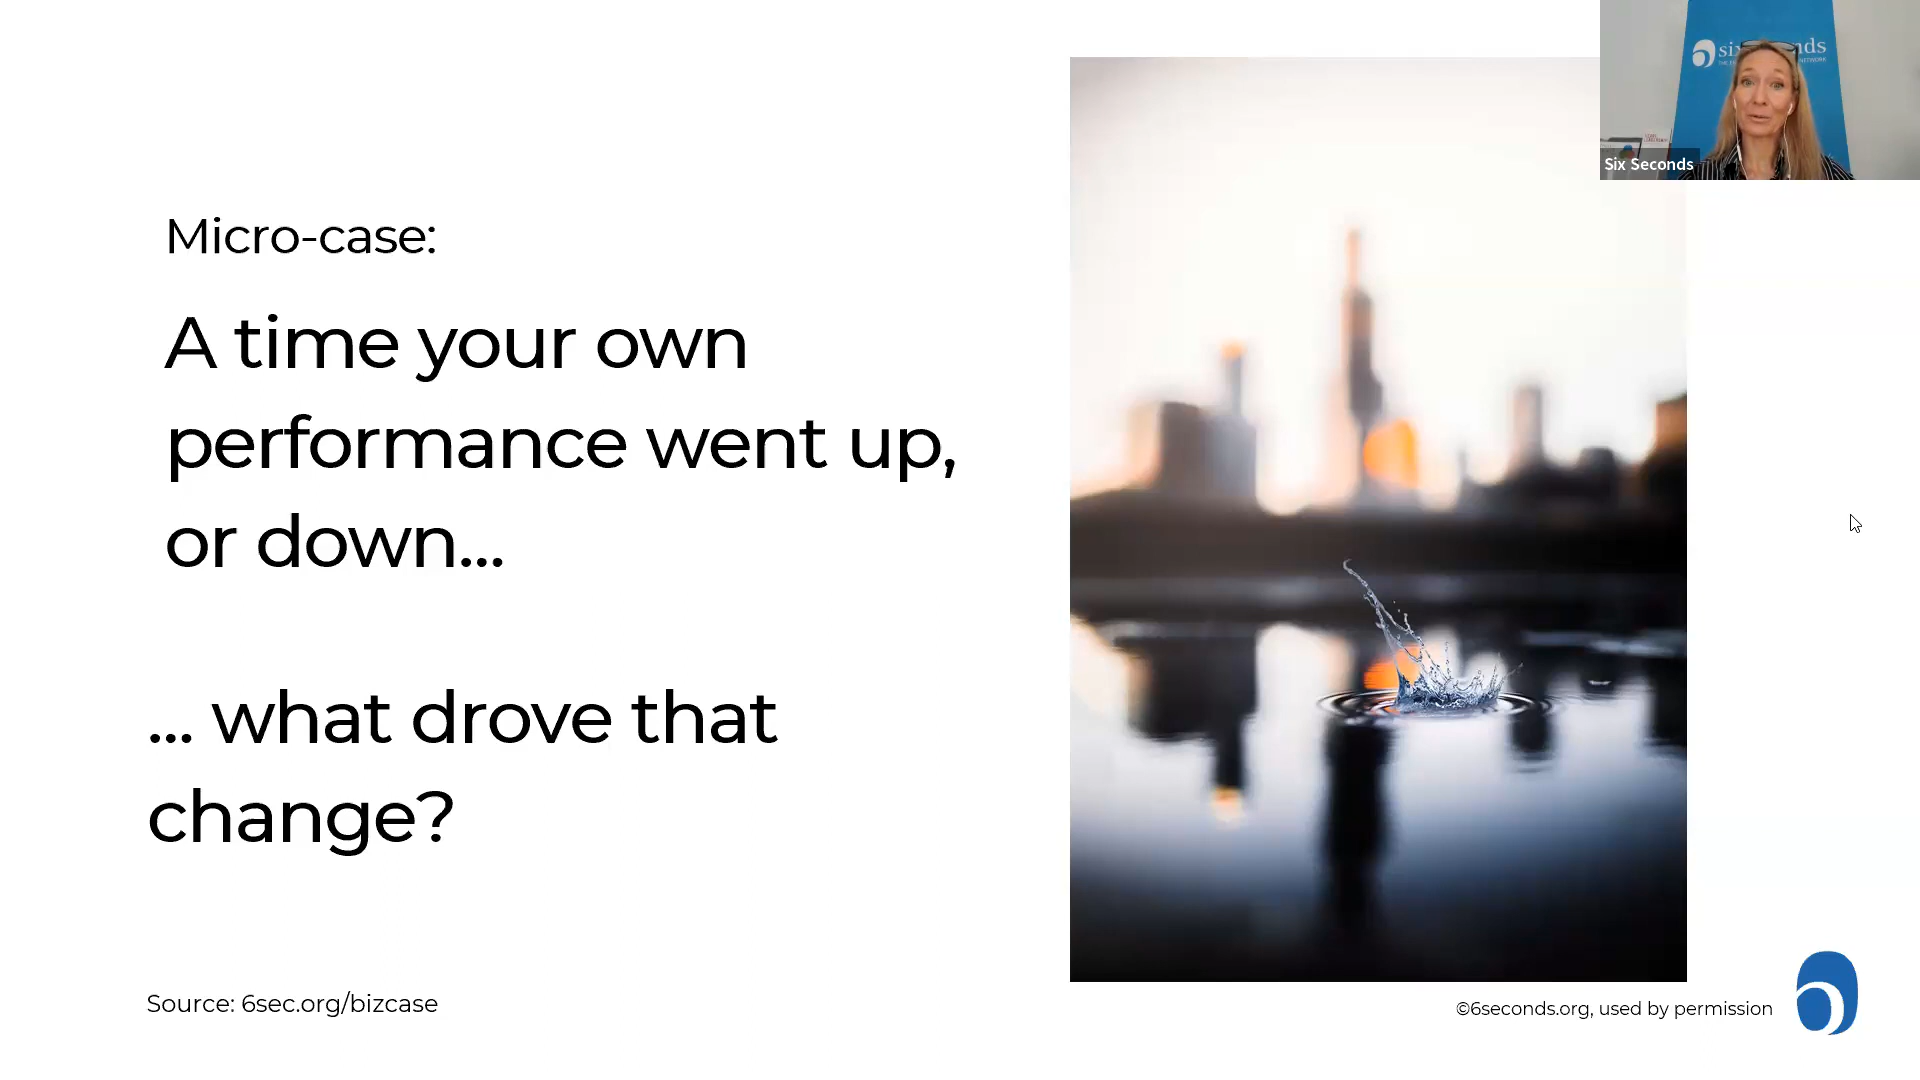 Micro-case:
A time your own
performance went up,
or down...
... what drove that
change?
Source: 6sec.org/bizcase
©6seconds.org, used by permission
Six Seconds